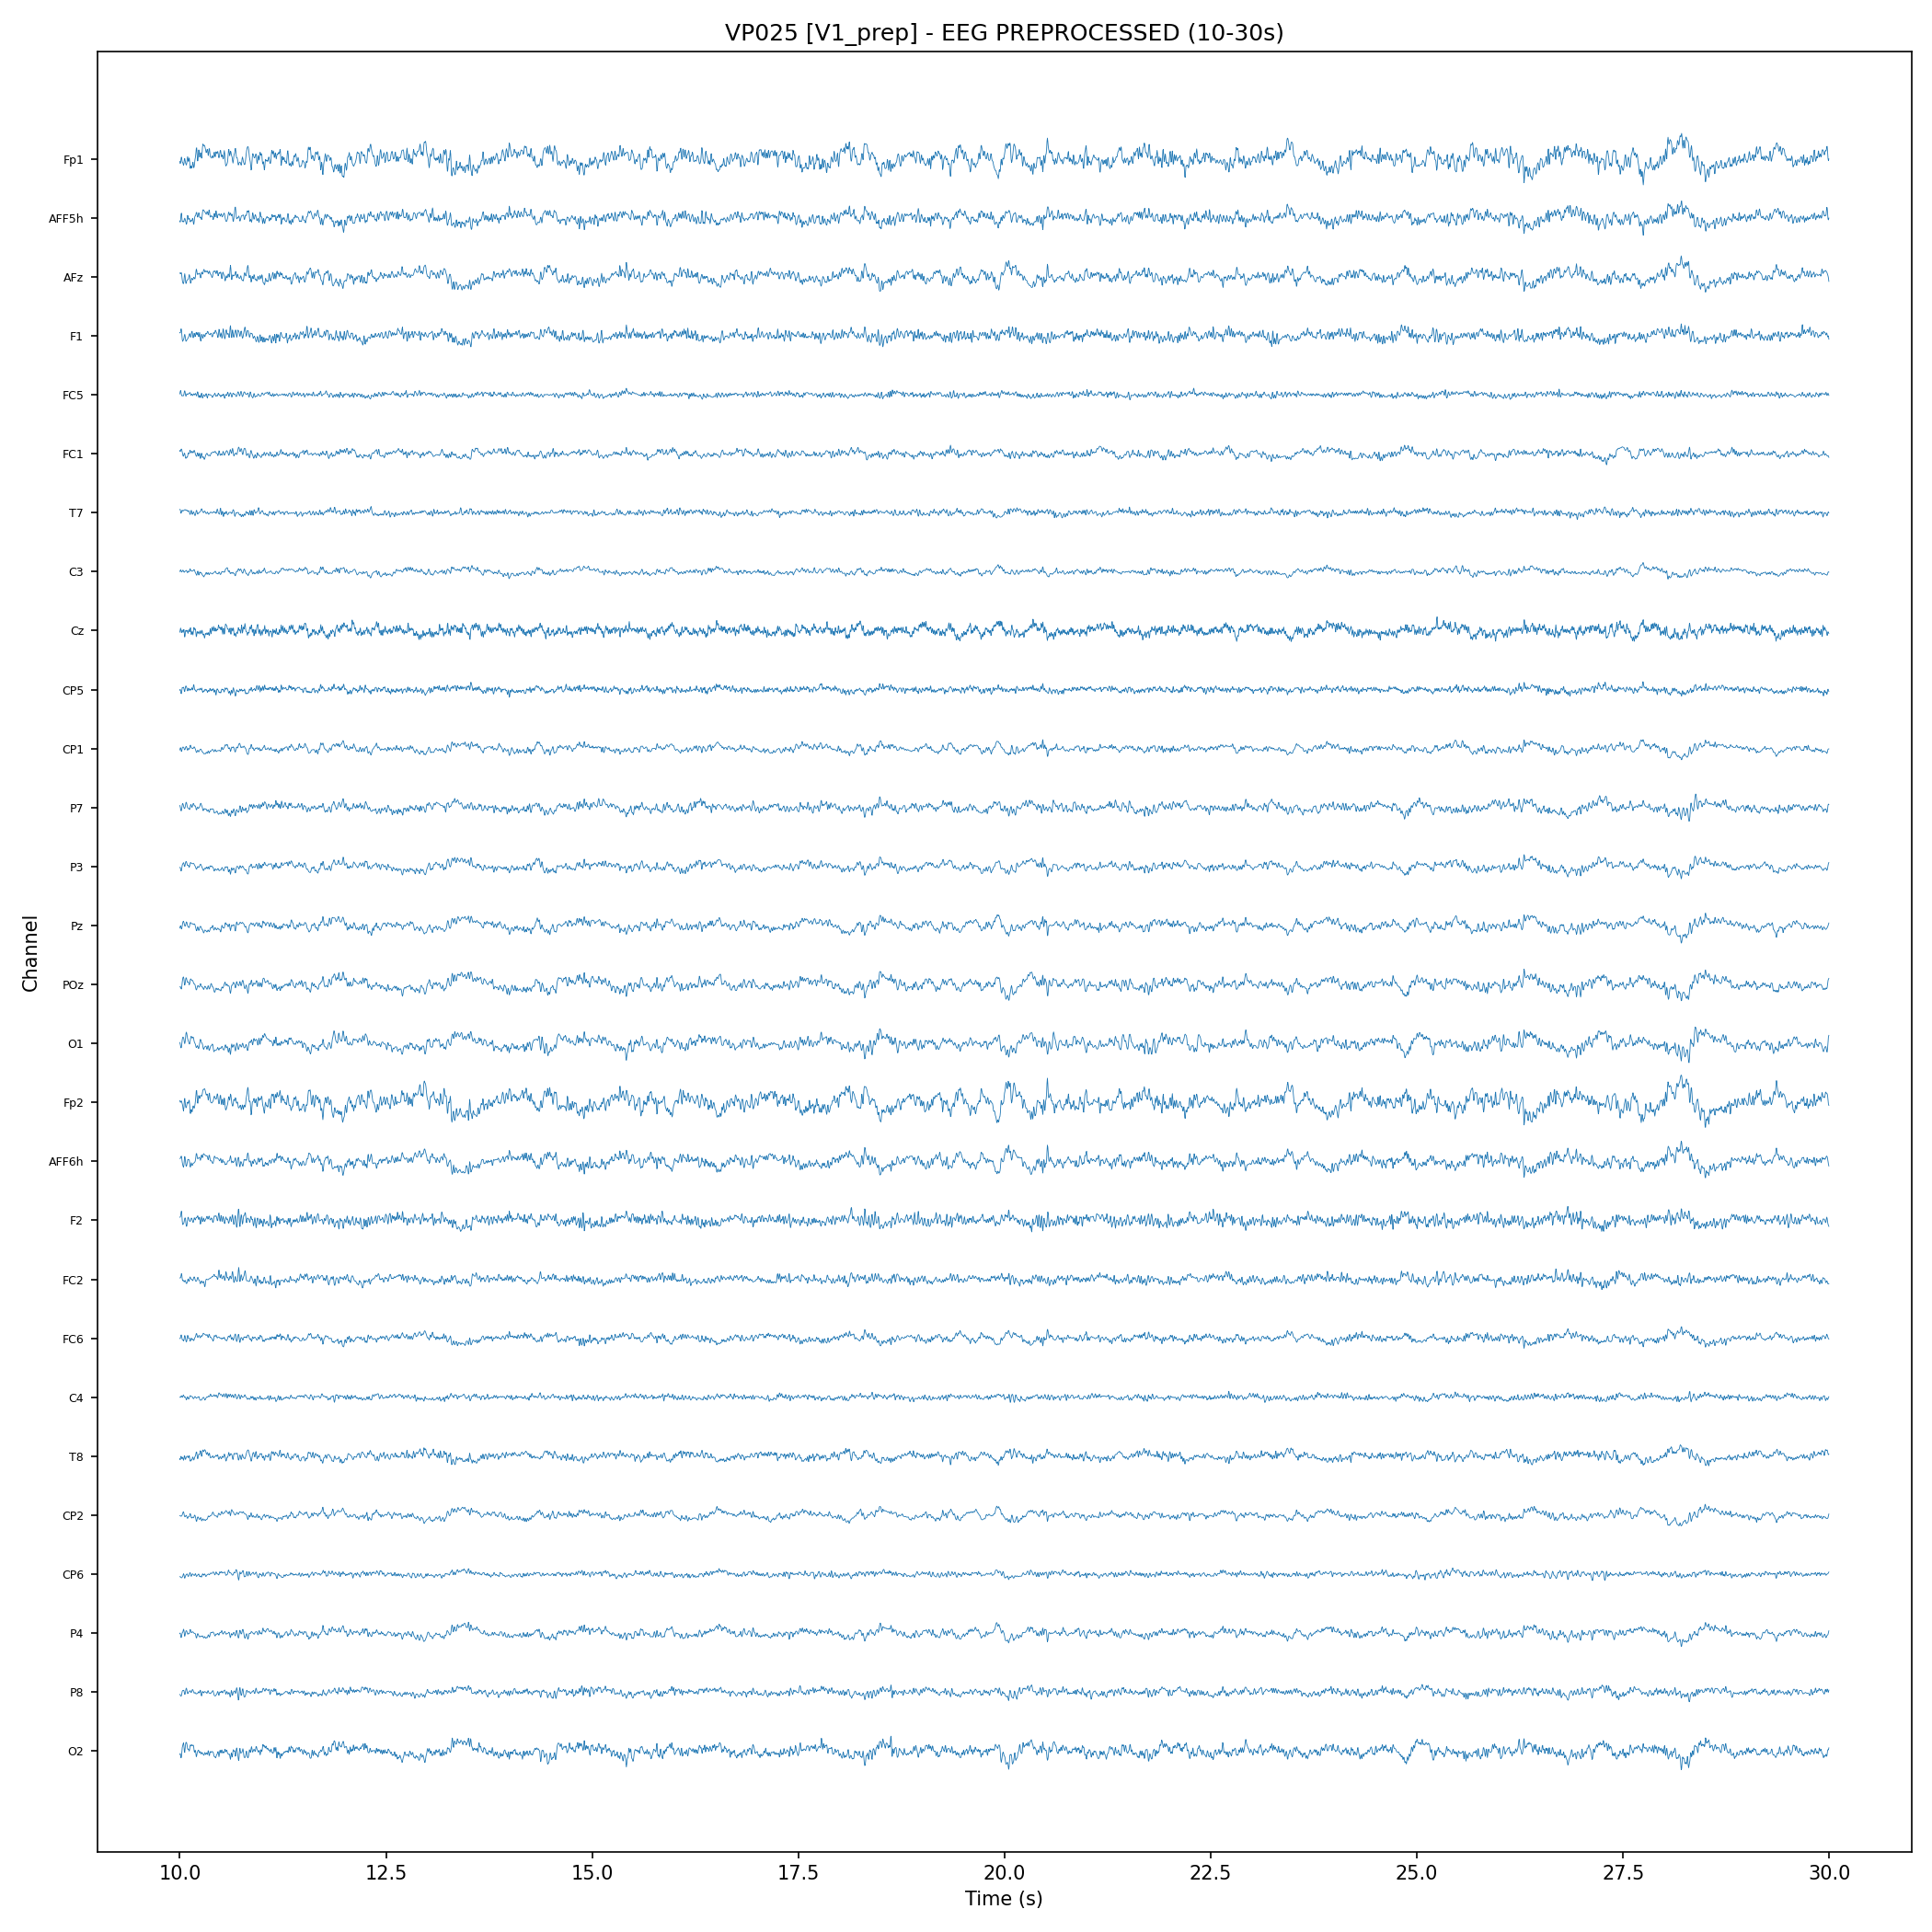 VP025 [V1_prep] - EEG PREPROCESSED (10-30s)
Fp1
AFF5h
AFz
F1
FC5
FC1
T7
C3
Cz
CP5
CP1
P7
P3
Pz
POz
O1
Fp2
AFF6h
F2
FC2
FC6
C4
T8
CP2
CP6
P4
P8
O2
Channel
10.0 12.5 15.0 17.5 20.0 22.5 25.0 27.5 30.0
Time (s)